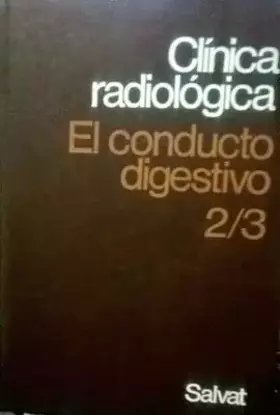 Clínica
radiológica
El conducto
digestivo
2/3
Salvat